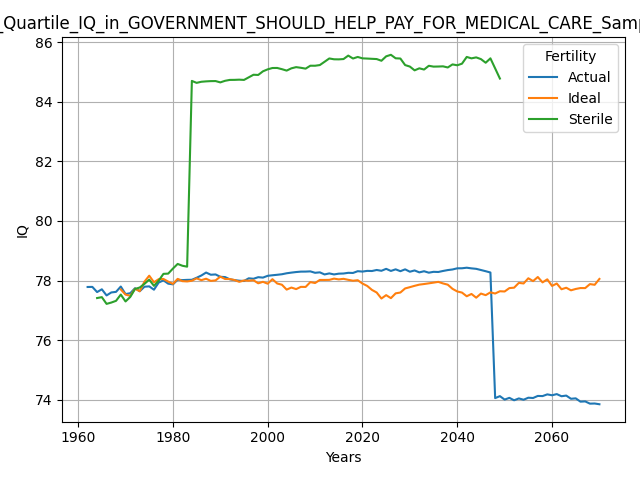 _Quartile_IQ_in_GOVERNMENT_SHOULD_HELP_PAY_FOR_MEDICAL_CARE_Sam
Fertility
Actual
Ideal
Sterile
86
84
82
80
78
76
74
IQ
1960
1980
2000
2020
2040
2060
Years